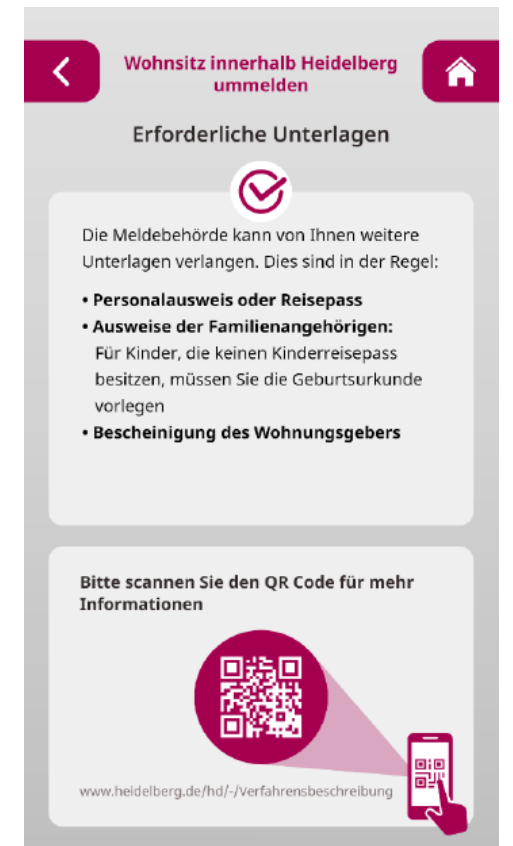 Wohnsitz innerhalb Heidelberg
ummelden
Erforderliche Unterlagen
Die Meldebehörde kann von Ihnen weitere
Unterlagen verlangen. Dies sind in der Regel:
• Personalausweis oder Reisepass
• Ausweise der Familienangehörigen:
Für Kinder, die keinen Kinderreisepass
besitzen, müssen Sie die Geburtsurkunde
vorlegen
• Bescheinigung des Wohnungsgebers
Bitte scannen Sie den QR Code für mehr
Informationen
www.heidelberg.de/hd/-/Verfahrensbeschreibung